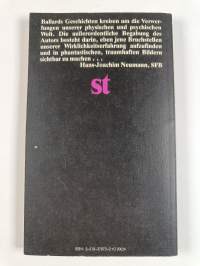 Ballards Geschichten kreisen um die Verwer-
fungen unserer physischen und psychischen
Welt. Die außerordentliche Begabung des
Autors besteht darin, eben jene Bruchstellen
unserer Wirklichkeitserfahrung aufzufinden
und in phantastischen, traumhaften Bildern
sichtbar zu machen . . .
Hans-Joachim Neumann, SFB
st